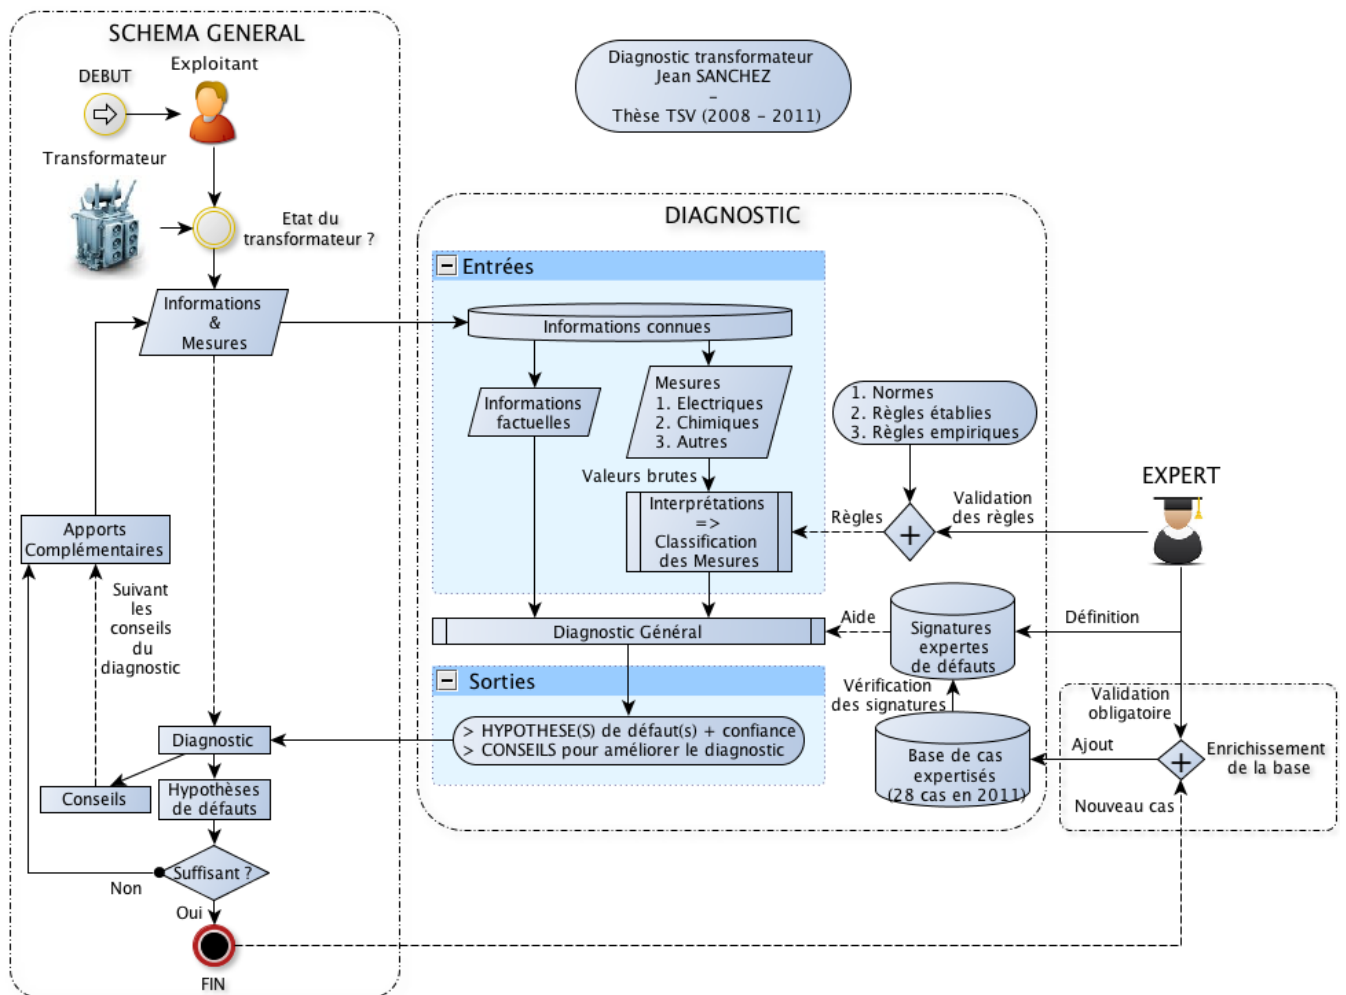 SCHEMA GENERAL
DEBUT
Exploitant
Transformateur
Etat du
transformateur ?
Informations
&
Mesures
Apports
Complémentaires
Suivant
les
conseils
du
diagnostic
Diagnostic
Conseils
Hypothèses
de défauts
Suffisant ?
Non
Oui
FIN
Diagnostic transformateur
Jean SANCHEZ
–
Thèse TSV (2008 – 2011)
DIAGNOSTIC
Entrées
Informations connues
Informations
factuelles
Mesures
1. Electriques
2. Chimiques
3. Autres
Valeurs brutes
Interprétations
=>
Classification
des Mesures
1. Normes
2. Règles établies
3. Règles empiriques
Règles
+
Validation
des règles
EXPERT
Diagnostic Général
Aide
Signatures
expertes
de défauts
Définition
Sorties
> HYPOTHESE(S) de défaut(s) + confiance
> CONSEILS pour améliorer le diagnostic
Vérification
des signatures
Base de cas
expertisés
(28 cas en 2011)
Validation
obligatoire
Ajout
+
Enrichissement
de la base
Nouveau cas